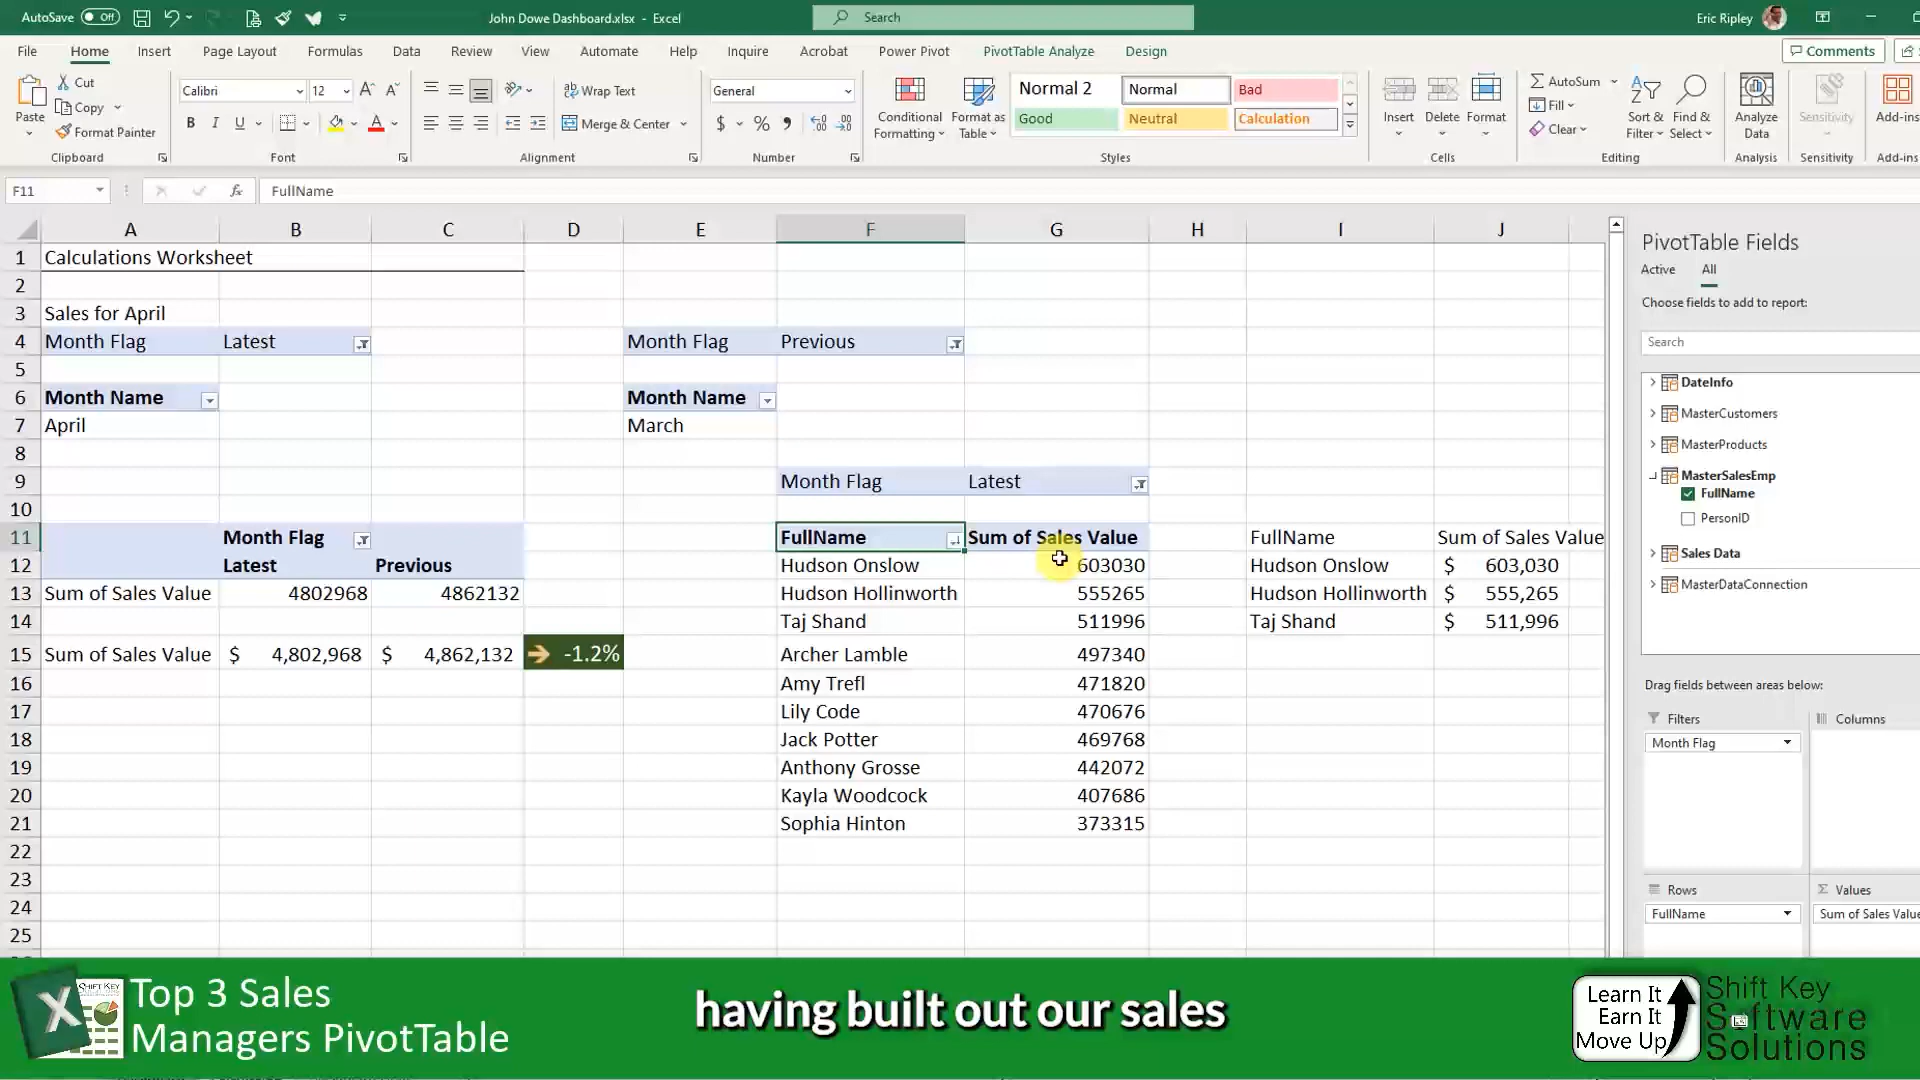 AutoSave Off John Dowe Dashboard.xlsx - Excel Search Eric Ripley
File Home Insert Page Layout Formulas Data Review View Automate Help Inquire Acrobat Power Pivot PivotTable Analyze Design Comments
Paste Cut Copy Format Painter Clipboard
Calibri 12 B I U A Font
Wrap Text Merge & Center Alignment
General $ % Number
Conditional Formatting Format as Table
Normal 2 Normal Bad
Good Neutral Calculation
Styles
Insert Delete Format Cells
AutoSum Fill Clear Sort & Filter Find & Select Editing
Analyze Data Analysis
Sensitivity Sensitivity
Add-ins Add-ins
F11 fx FullName
A B C D E F G H I J
1 Calculations Worksheet
2
3 Sales for April
4 Month Flag Latest Month Flag Previous
5
6 Month Name Month Name
7 April March
8
9 Month Flag Latest
10
11 Month Flag FullName Sum of Sales Value FullName Sum of Sales Value
12 Latest Previous Hudson Onslow 603030 Hudson Onslow $ 603,030
13 Sum of Sales Value 4802968 4862132 Hudson Hollinworth 555265 Hudson Hollinworth $ 555,265
14 Taj Shand 511996 Taj Shand $ 511,996
15 Sum of Sales Value $ 4,802,968 $ 4,862,132 -1.2% Archer Lamble 497340
16 Amy Trefl 471820
17 Lily Code 470676
18 Jack Potter 469768
19 Anthony Grosse 442072
20 Kayla Woodcock 407686
21 Sophia Hinton 373315
22
23
24
25
PivotTable Fields
Active All
Choose fields to add to report:
Search
DateInfo
MasterCustomers
MasterProducts
MasterSalesEmp
FullName
PersonID
Sales Data
MasterDataConnection
Drag fields between areas below:
Filters Columns
Month Flag
Rows Σ Values
FullName Sum of Sales Value
Top 3 Sales
Managers PivotTable
having built out our sales
Learn It
Earn It
Move Up
Shift Key
Software
Solutions